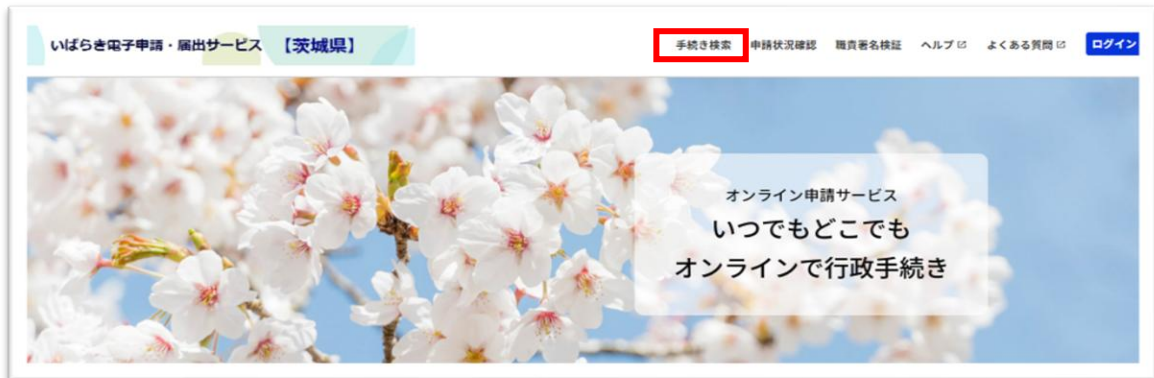 いばらき電子申請・届出サービス 【茨城県】
手続き検索 申請状況確認 職責署名検証 ヘルプ よくある質問 ログイン
オンライン申請サービス
いつでもどこでも
オンラインで行政手続き